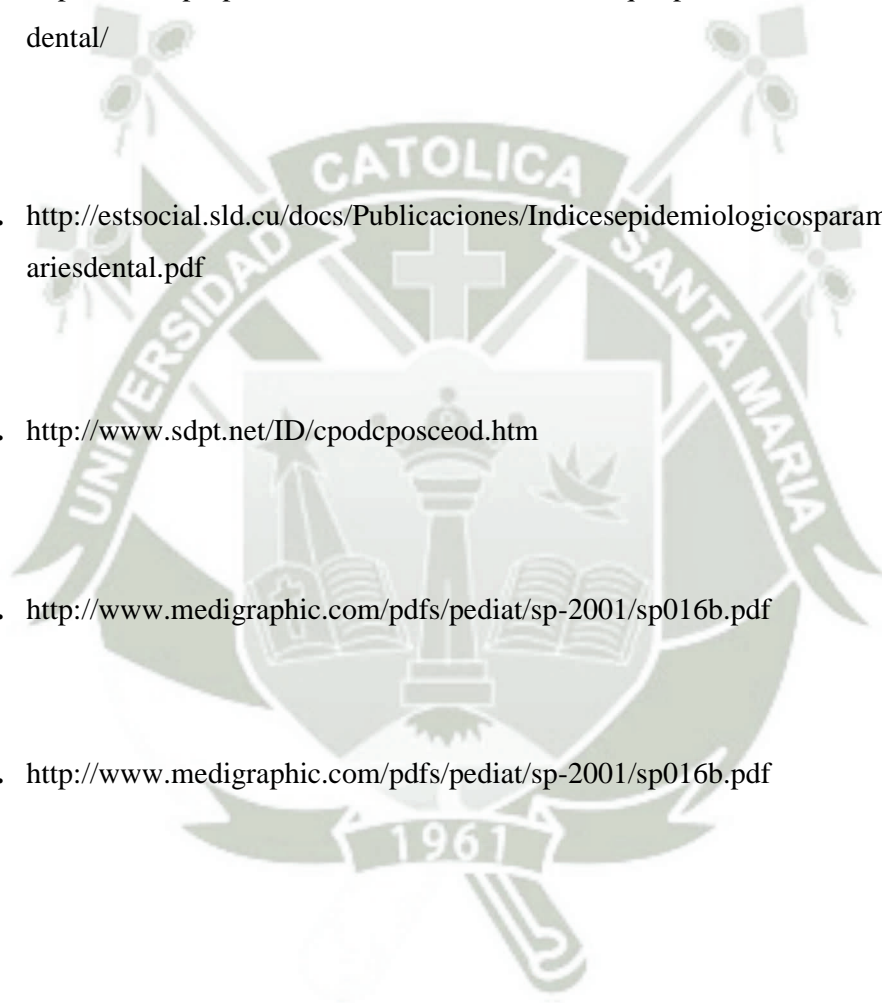 dental/
CATOLICA
UNIVERSIDAD
SANTA MARIA
. http://estsocial.sld.cu/docs/Publicaciones/Indicesepidemiologicosparam
ariesdental.pdf
. http://www.sdpt.net/ID/cpodcposceod.htm
. http://www.medigraphic.com/pdfs/pediat/sp-2001/sp016b.pdf
. http://www.medigraphic.com/pdfs/pediat/sp-2001/sp016b.pdf
1961